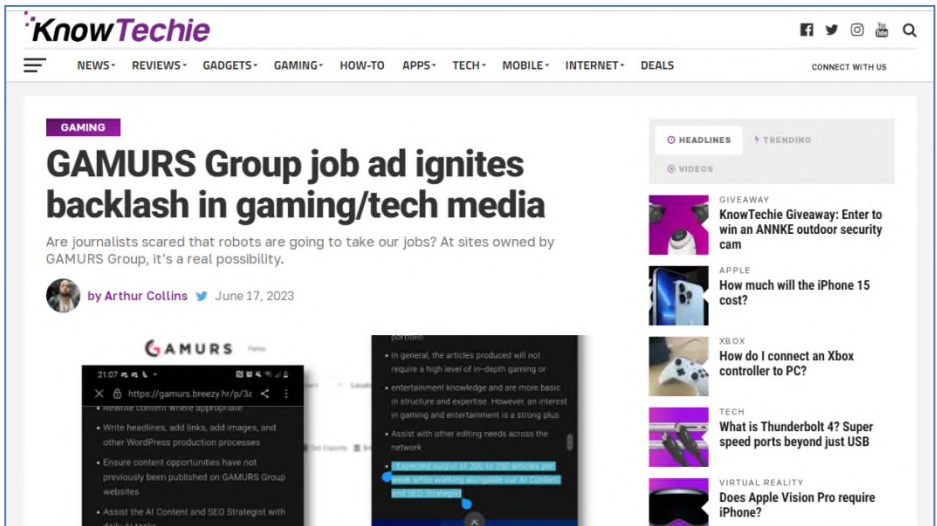 KnowTechie
NEWS REVIEWS GADGETS GAMING HOW-TO APPS TECH MOBILE INTERNET DEALS
CONNECT WITH US
GAMING
GAMURS Group job ad ignites
backlash in gaming/tech media
Are journalists scared that robots are going to take our jobs? At sites owned by
GAMURS Group, it's a real possibility.
by Arthur Collins June 17, 2023
GAMURS
21:07
https://gamurs.breezy.hr/p/3
• Rewrite content where appropriate
• Write headlines, add links, add images, and
other WordPress production processes
• Ensure content opportunities have not
previously been published on GAMURS Group
websites
• Assist the AI Content and SEO Strategist with
daily AI tasks
portfolio
• In general, the articles produced will not
require a high level of in-depth gaming or
• entertainment knowledge and are more basic
in structure and expertise. However, an interest
in gaming and entertainment is a strong plus
• Assist with other editing needs across the
network
• - Expected output of 200 to 250 articles per
week while working alongside our AI Content
and SEO Strategist
HEADLINES TRENDING
VIDEOS
GIVEAWAY
KnowTechie Giveaway: Enter to
win an ANNKE outdoor security
cam
APPLE
How much will the iPhone 15
cost?
XBOX
How do I connect an Xbox
controller to PC?
TECH
What is Thunderbolt 4? Super
speed ports beyond just USB
VIRTUAL REALITY
Does Apple Vision Pro require
iPhone?